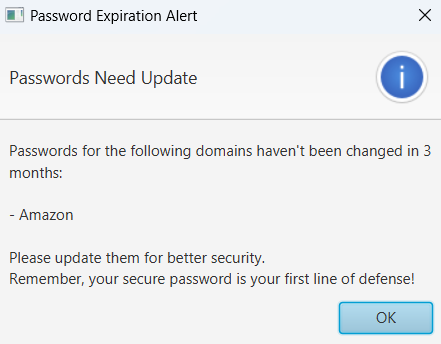 Password Expiration Alert
Passwords Need Update
i
Passwords for the following domains haven't been changed in 3
months:
- Amazon
Please update them for better security.
Remember, your secure password is your first line of defense!
OK